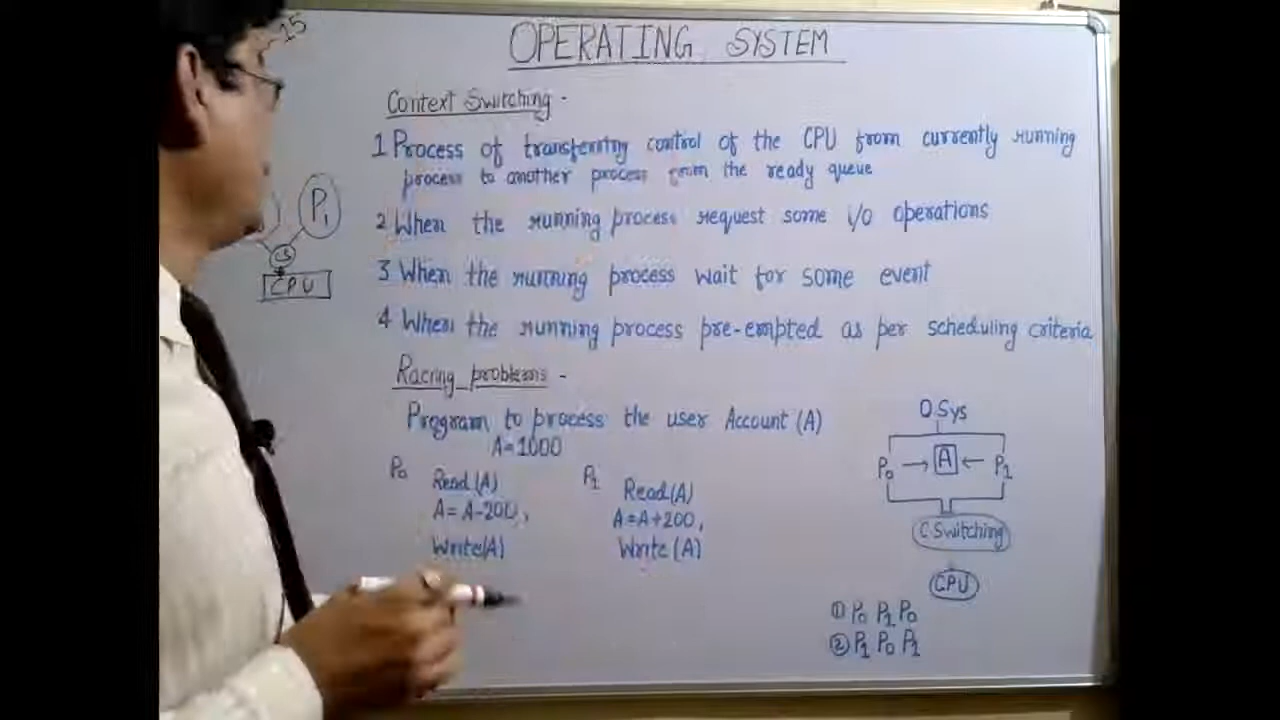 -15
OPERATING SYSTEM
Context Switching -
1 Process of transferring control of the CPU from currently running
process to another process from the ready queue
2 When the running process request some i/o operations
3 When the running process wait for some event
4 When the running process pre-empted as per scheduling criteria
P1
CS
CPU
Racing problems -
Program to process the user Account (A)
A=1000
P0
Read (A)
A= A-200,
Write(A)
P1
Read (A)
A=A+200,
Write (A)
O Sys
P0 → A ← P1
C Switching
CPU
① P0 P1 P0
② P1 P0 P1